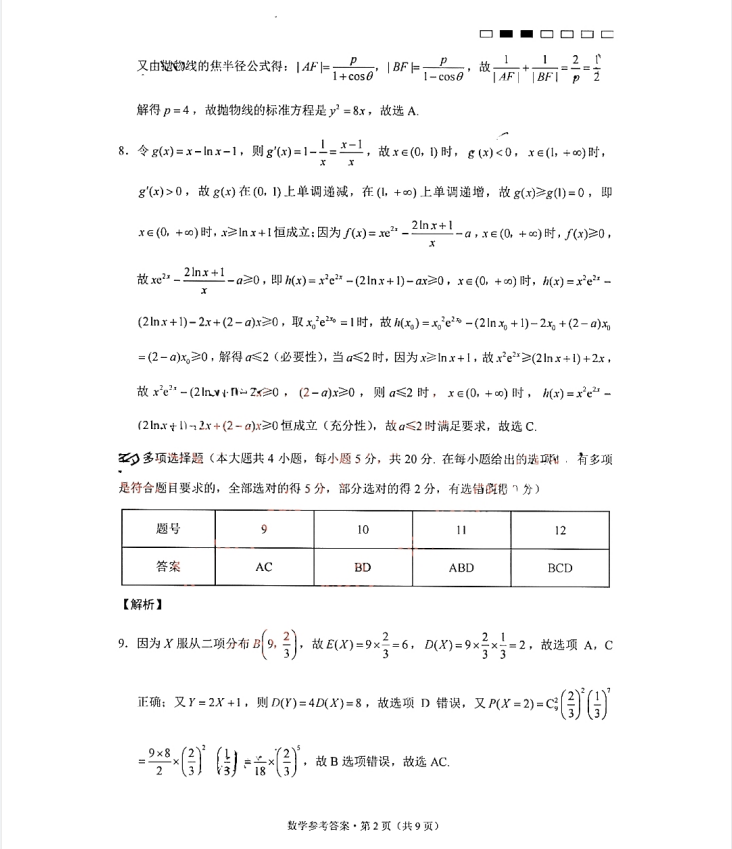 又由抛物线的焦半径公式得：|AF|=p/(1+cosθ)，|BF|=p/(1−cosθ)，故 1/|AF|+1/|BF|=2/p=1/2
解得 p=4，故抛物线的标准方程是 y²=8x，故选 A.
8．令 g(x)=x−ln x−1，则 g′(x)=1−1/x=(x−1)/x，故 x∈(0，1) 时，g (x)<0，x∈(1，+∞) 时，
g′(x)>0，故 g(x) 在 (0，1) 上单调递减，在 (1，+∞) 上单调递增，故 g(x)≥g(1)=0，即
x∈(0，+∞) 时，x≥ln x+1 恒成立；因为 f(x)=xe²ˣ−(2ln x+1)/x−a，x∈(0，+∞) 时，f(x)≥0，
故 xe²ˣ−(2ln x+1)/x−a≥0，即 h(x)=x²e²ˣ−(2ln x+1)−ax≥0，x∈(0，+∞) 时，h(x)=x²e²ˣ−
(2ln x+1)−2x+(2−a)x≥0，取 x₀²e^(2x₀)=1 时，故 h(x₀)=x₀²e^(2x₀)−(2ln x₀+1)−2x₀+(2−a)x₀
=(2−a)x₀≥0，解得 a≤2（必要性），当 a≤2 时，因为 x≥ln x+1，故 x²e²ˣ≥(2ln x+1)+2x，
故 x²e²ˣ−(2ln x+1)−2x≥0，(2−a)x≥0，则 a≤2 时，x∈(0，+∞) 时，h(x)=x²e²ˣ−
(2ln x+1)−2x+(2−a)x≥0 恒成立（充分性），故 a≤2 时满足要求，故选 C.
多项选择题（本大题共 4 小题，每小题 5 分，共 20 分. 在每小题给出的选项中，有多项
是符合题目要求的，全部选对的得 5 分，部分选对的得 2 分，有选错的得 0 分）
题号 9 10 11 12
答案 AC BD ABD BCD
【解析】
9．因为 X 服从二项分布 B(9，2/3)，故 E(X)=9×2/3=6，D(X)=9×2/3×1/3=2，故选项 A，C
正确；又 Y=2X+1，则 D(Y)=4D(X)=8，故选项 D 错误，又 P(X=2)=C₉²(2/3)²(1/3)⁷
=(9×8)/2×(2/3)² (1/3) = /18×(2/3)⁵，故 B 选项错误，故选 AC.
数学参考答案·第 2 页（共 9 页）